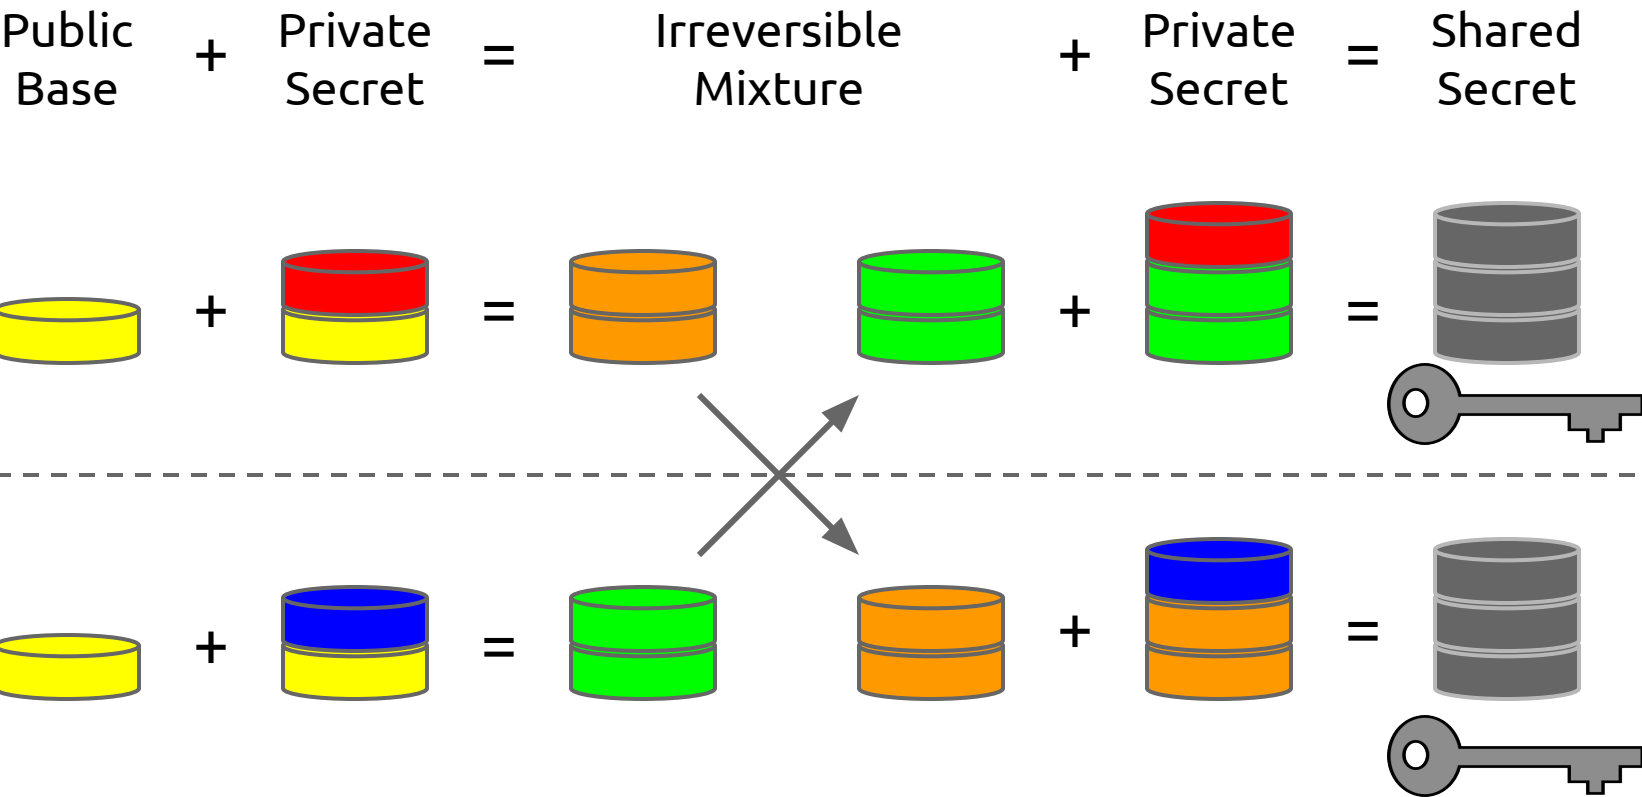 Public + Private = Irreversible + Private = Shared
Base Secret Mixture Secret Secret
+ = + =
+ = + =